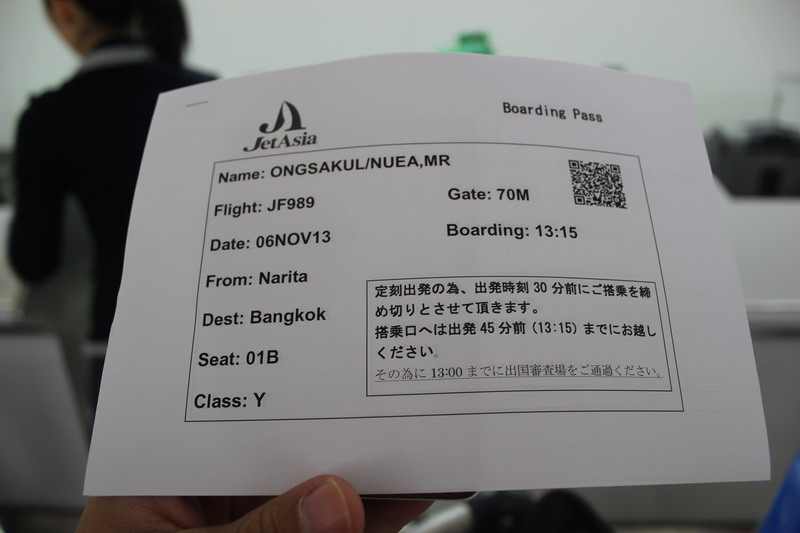 JetAsia
Boarding Pass
Name: ONGSAKUL/NUEA,MR
Flight: JF989
Gate: 70M
Date: 06NOV13
Boarding: 13:15
From: Narita
Dest: Bangkok
Seat: 01B
Class: Y
定刻出発の為、出発時刻 30 分前にご搭乗を締
め切りとさせて頂きます。
搭乗口へは出発 45 分前 (13:15) までにお越し
ください。
その為に 13:00 までに出国審査場をご通過ください。